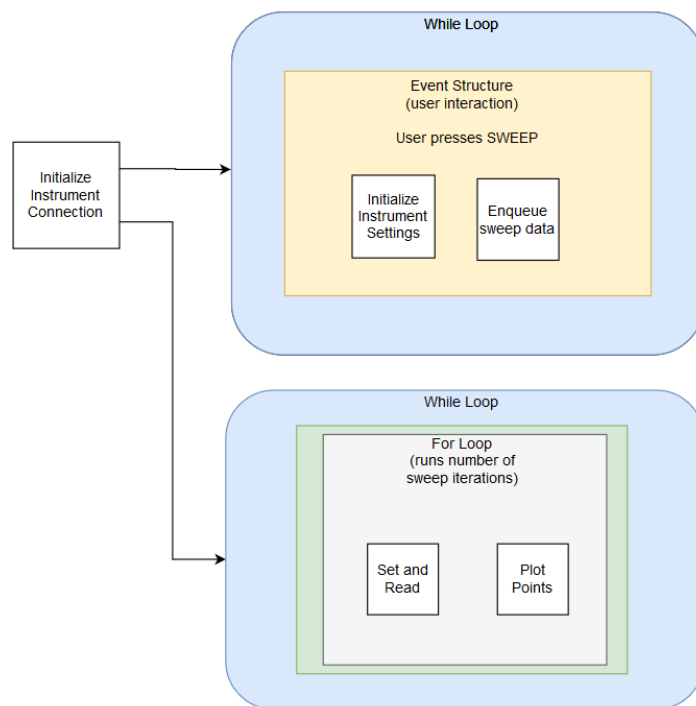 While Loop
Event Structure
(user interaction)
User presses SWEEP
Initialize
Instrument
Connection
Initialize
Instrument
Settings
Enqueue
sweep data
While Loop
For Loop
(runs number of
sweep iterations)
Set and
Read
Plot
Points